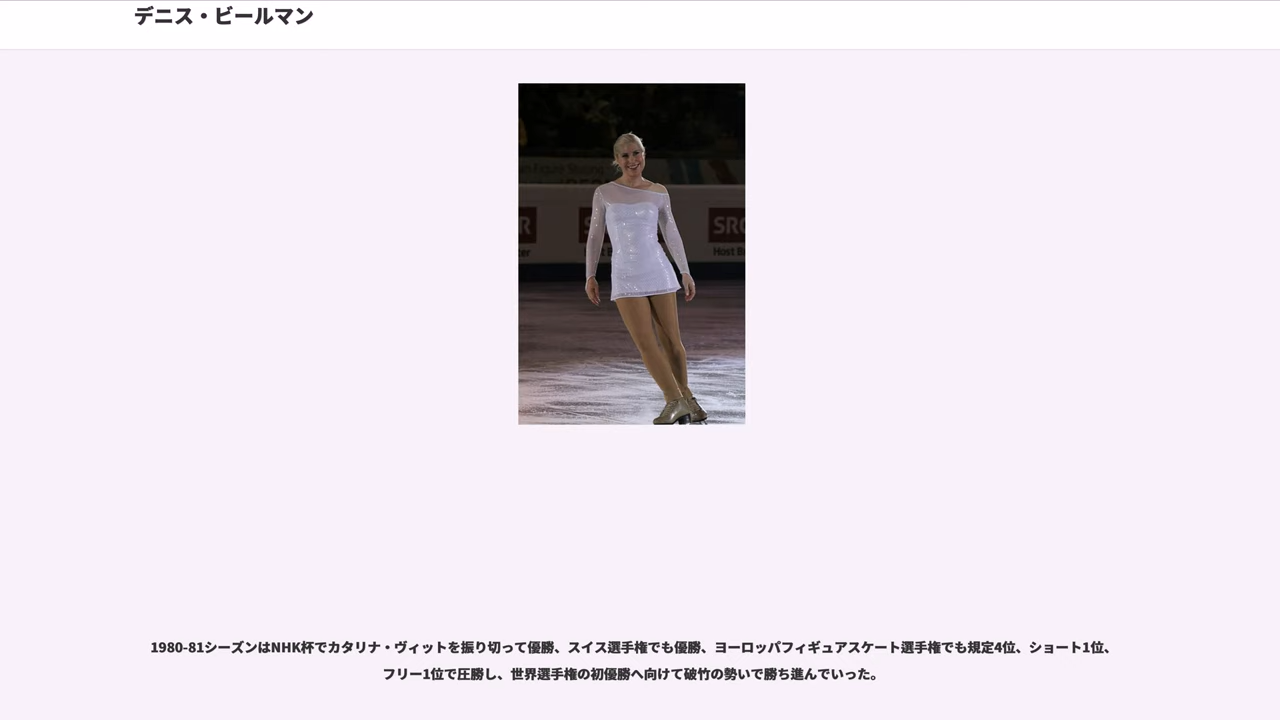 デニス・ビールマン
SRG
Host B
1980-81シーズンはNHK杯でカタリナ・ヴィットを振り切って優勝、スイス選手権でも優勝、ヨーロッパフィギュアスケート選手権でも規定4位、ショート1位、
フリー1位で圧勝し、世界選手権の初優勝へ向けて破竹の勢いで勝ち進んでいった。